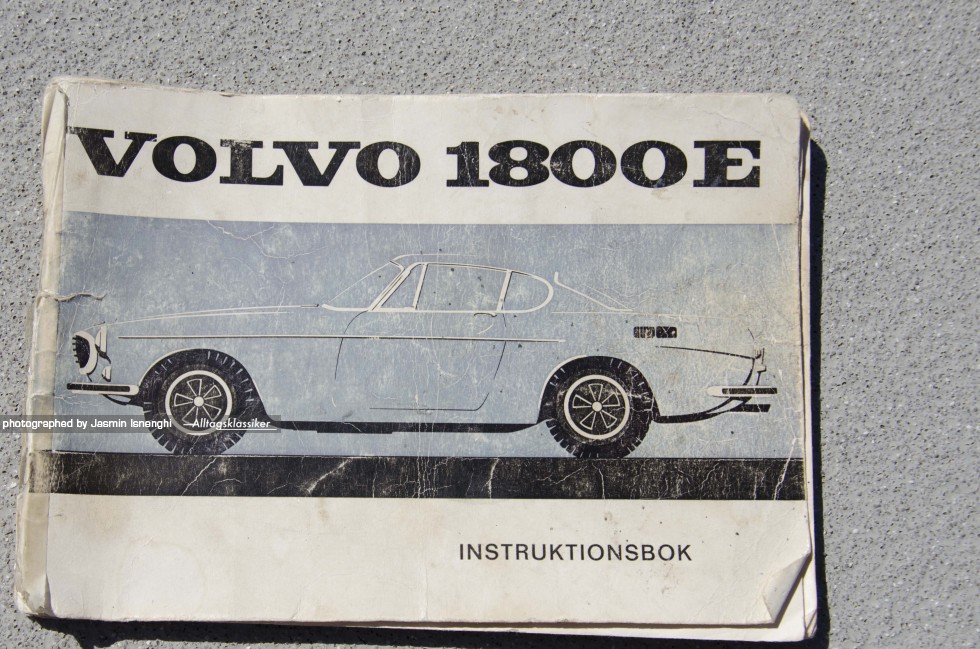 VOLVO 1800E
photographed by Jasmin Isnenghi
Alltagsklassiker
INSTRUKTIONSBOK